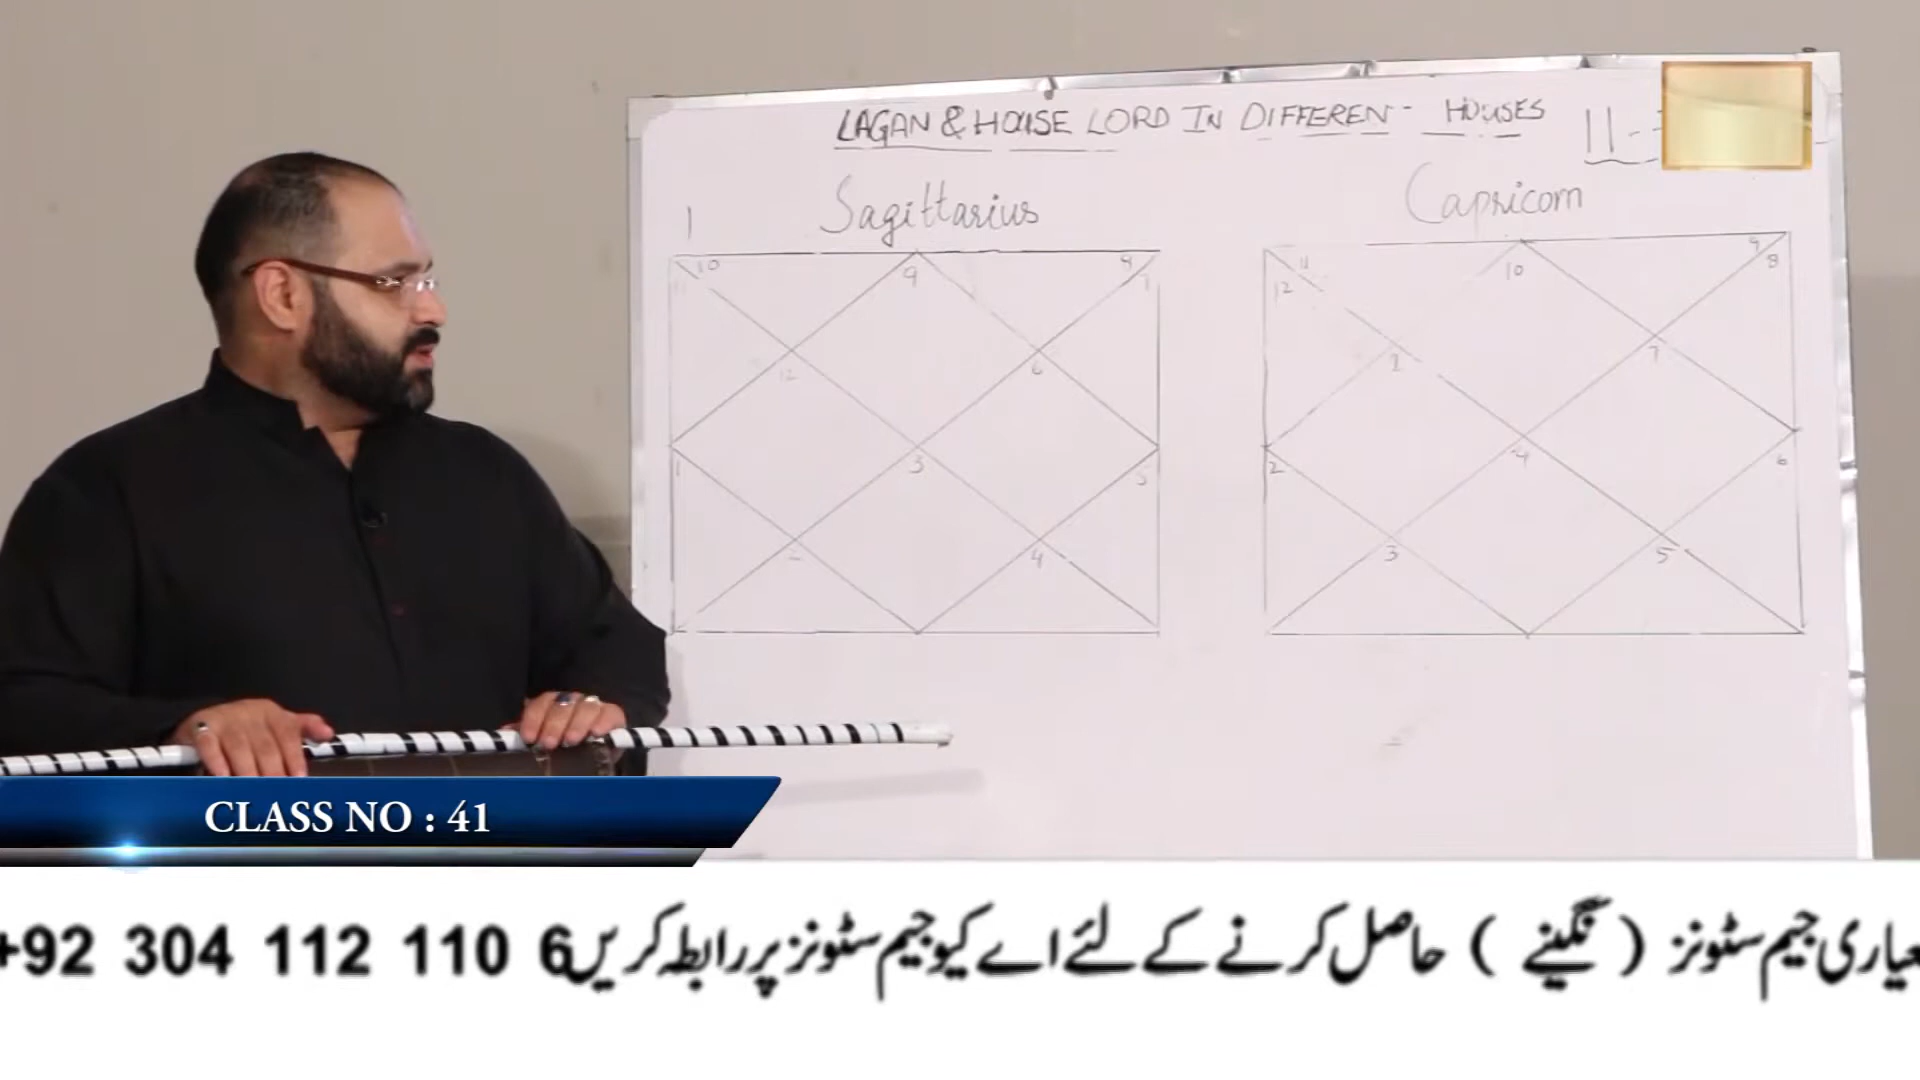 LAGAN & HOUSE LORD IN DIFFEREN- HOUSES
11-
1
Sagittarius
Capricorn
10 9 8
11 7
12 6
1 3 5
2 4
11 10 9
12 8
1 7
2 4 6
3 5
CLASS NO : 41
عیاری جیم سٹونز ( نگینے ) حاصل کرنے کے لئے اے کیو جیم سٹونز پر رابطہ کریں +92 304 112 110 6